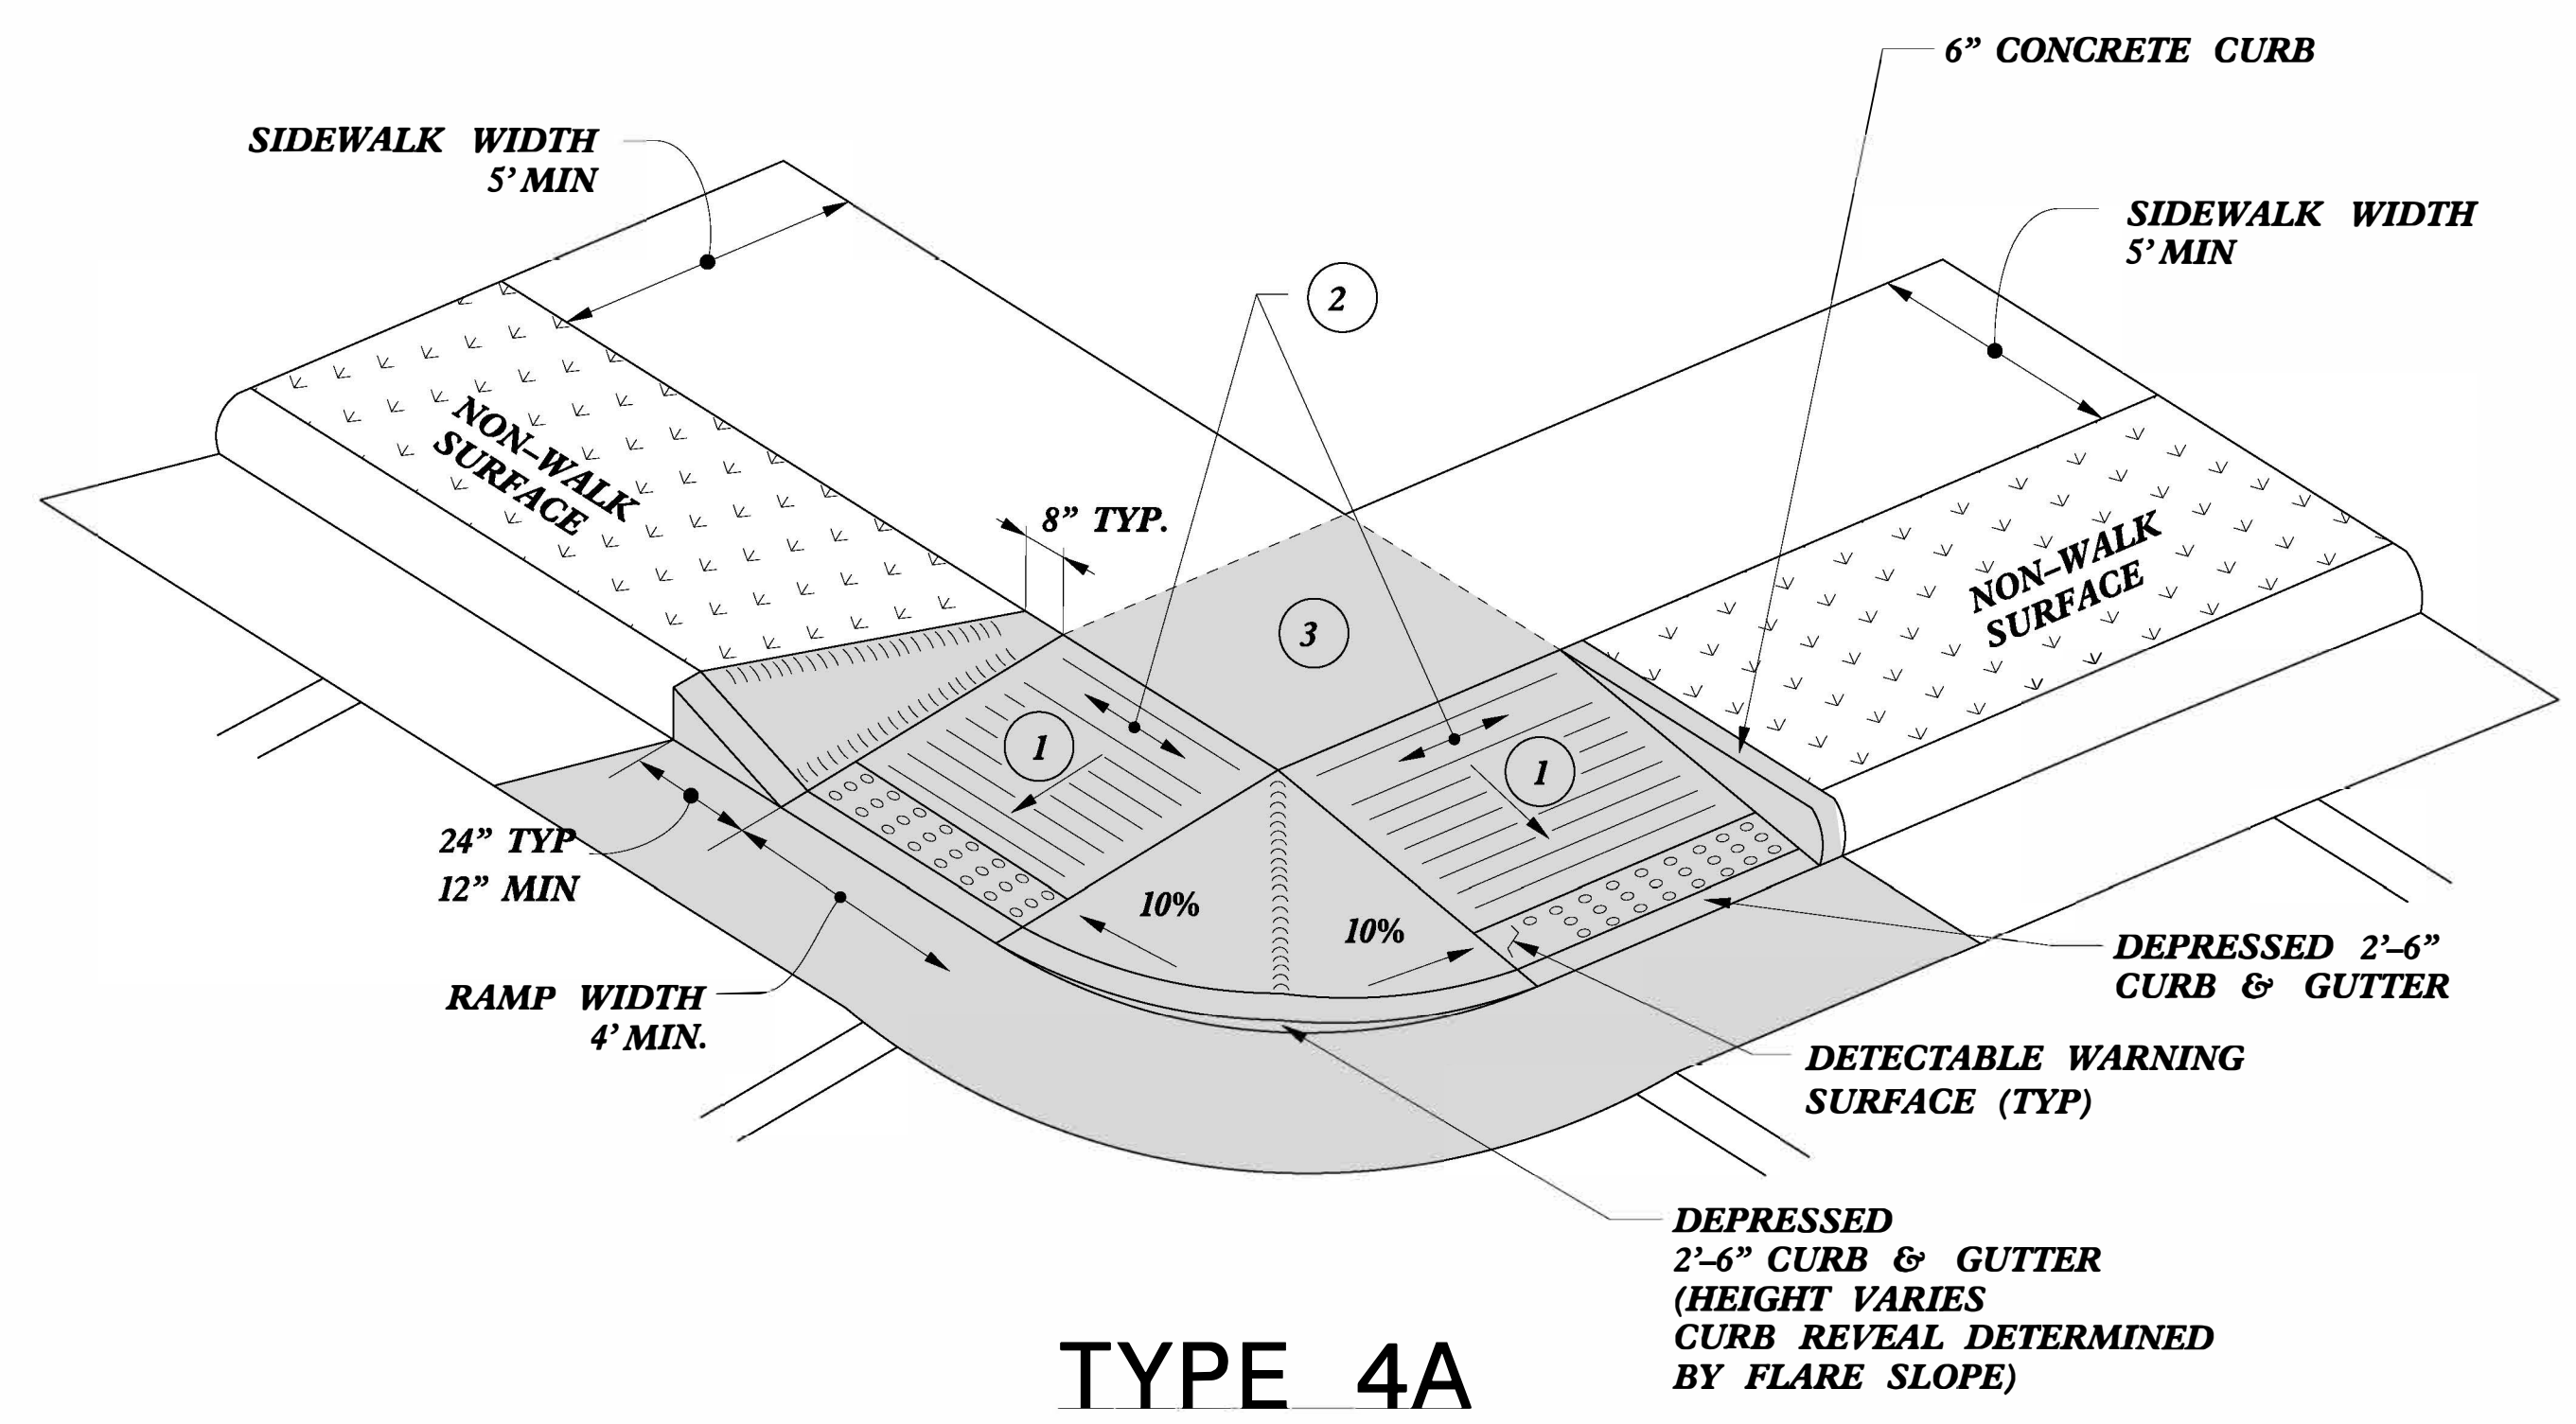 6” CONCRETE CURB
SIDEWALK WIDTH
5’ MIN
SIDEWALK WIDTH
5’ MIN
2
NON–WALK
SURFACE
8” TYP.
NON–WALK
SURFACE
3
1
1
24” TYP
12” MIN
10%
10%
RAMP WIDTH
4’ MIN.
DEPRESSED 2’–6”
CURB & GUTTER
DETECTABLE WARNING
SURFACE (TYP)
DEPRESSED
2’–6” CURB & GUTTER
(HEIGHT VARIES
CURB REVEAL DETERMINED
BY FLARE SLOPE)
TYPE 4A